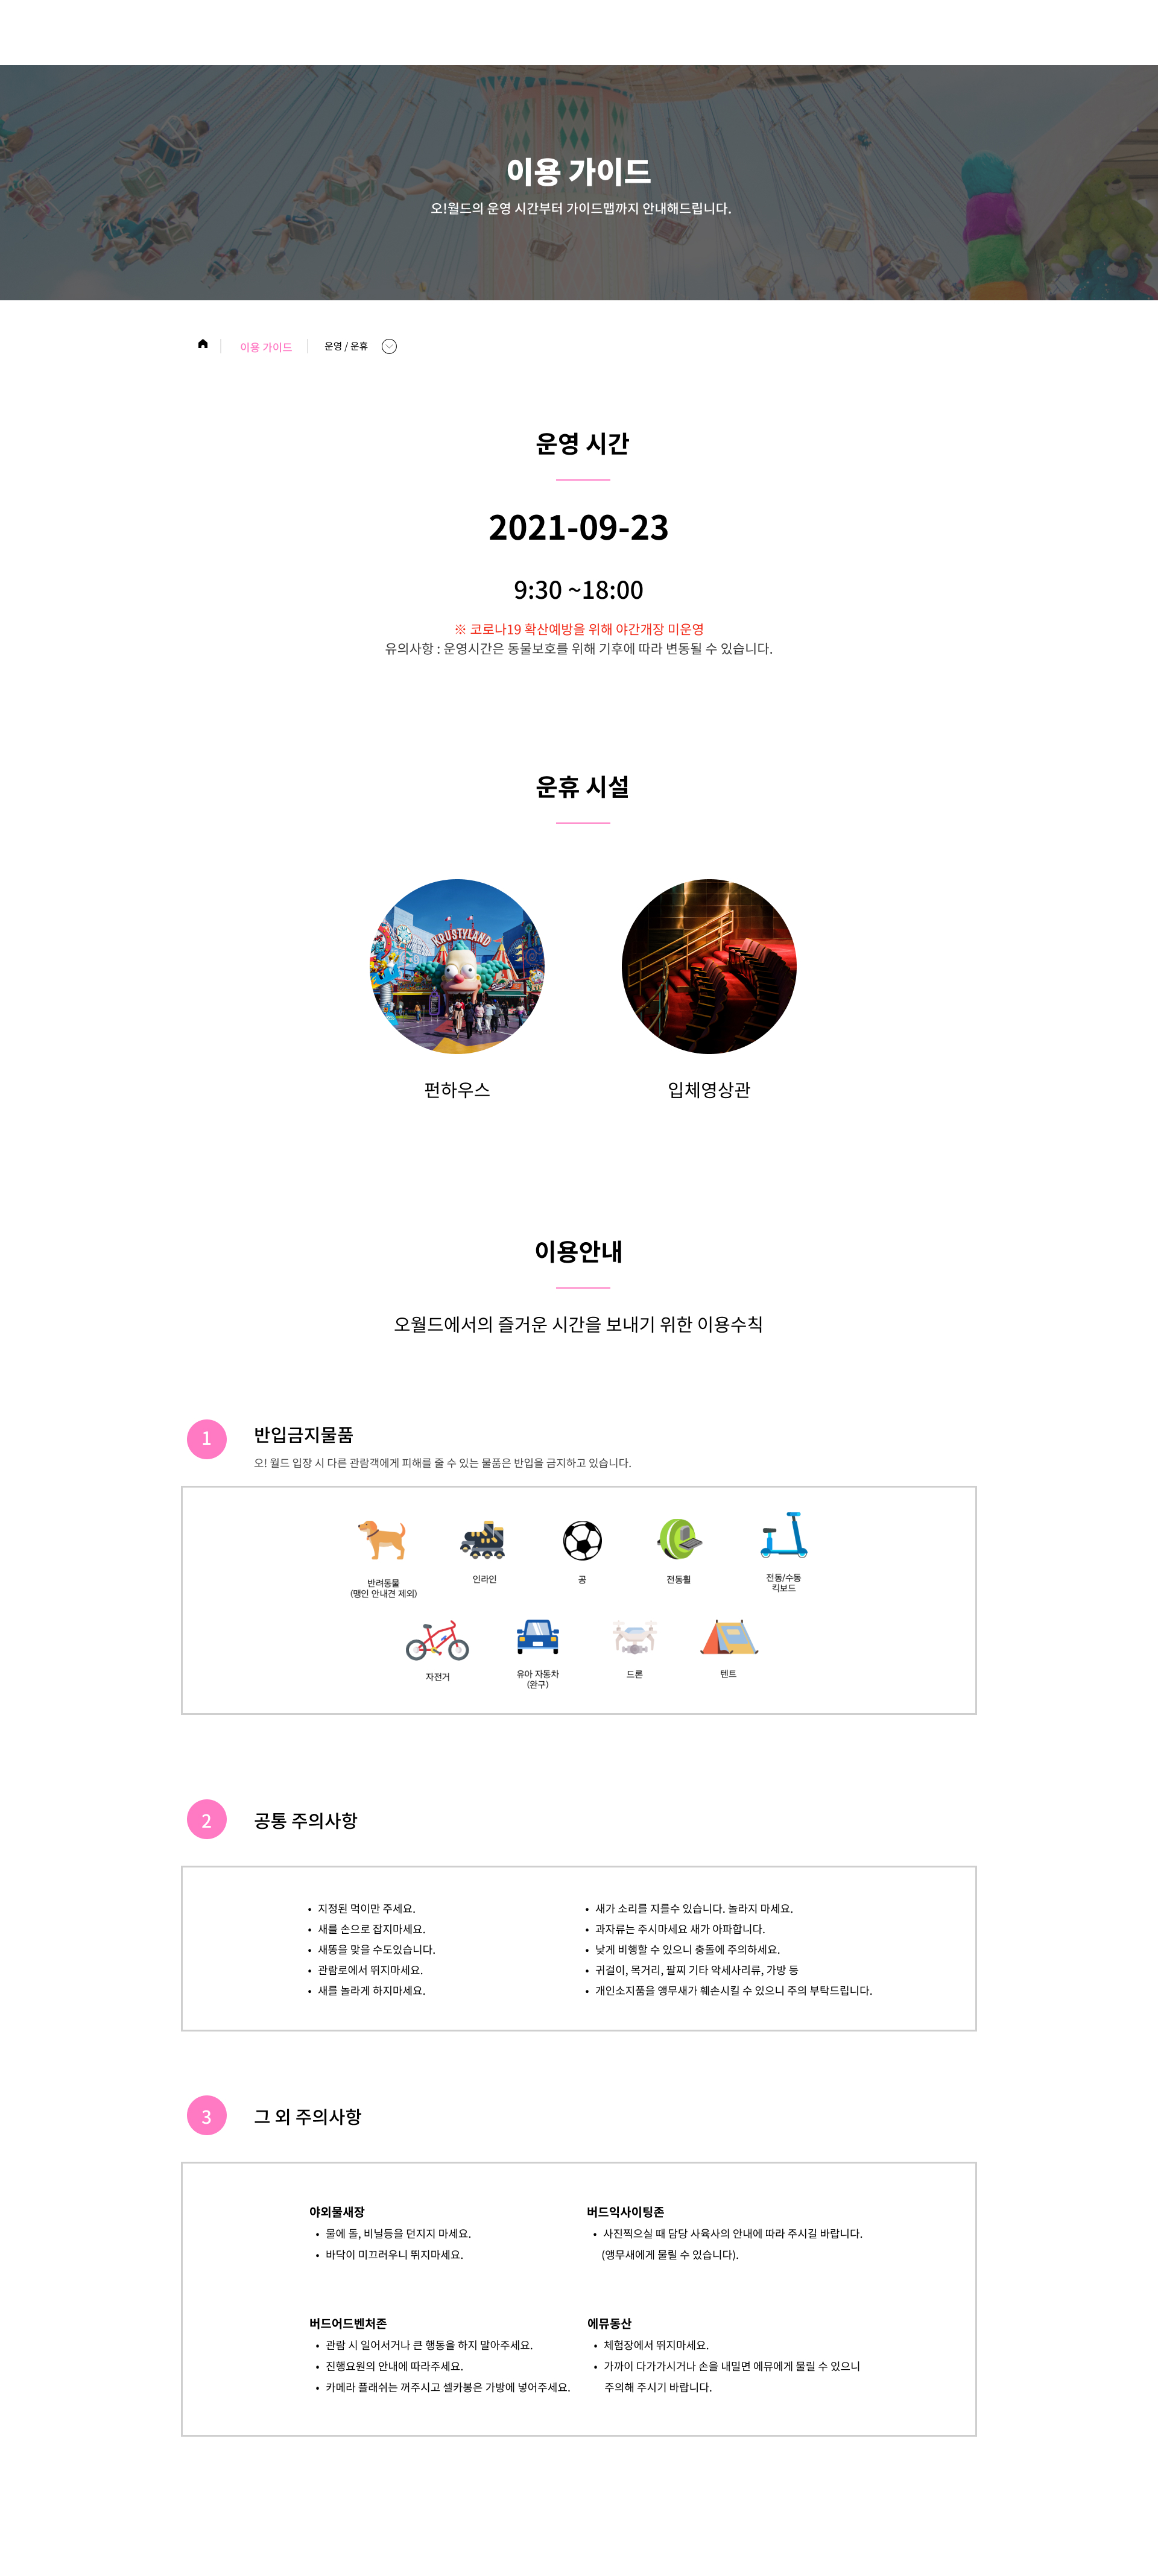 이용 가이드
오!월드의 운영 시간부터 가이드맵까지 안내해드립니다.
이용 가이드
운영 / 운휴
운영 시간
2021-09-23
9:30 ~18:00
※ 코로나19 확산예방을 위해 야간개장 미운영
유의사항 : 운영시간은 동물보호를 위해 기후에 따라 변동될 수 있습니다.
운휴 시설
KRUSTYLAND
펀하우스
입체영상관
이용안내
오월드에서의 즐거운 시간을 보내기 위한 이용수칙
1
반입금지물품
오! 월드 입장 시 다른 관람객에게 피해를 줄 수 있는 물품은 반입을 금지하고 있습니다.
반려동물
(맹인 안내견 제외)
인라인
공
전동휠
전동/수동
킥보드
자전거
유아 자동차
(완구)
드론
텐트
2
공통 주의사항
• 지정된 먹이만 주세요.
• 새를 손으로 잡지마세요.
• 새똥을 맞을 수도있습니다.
• 관람로에서 뛰지마세요.
• 새를 놀라게 하지마세요.
• 새가 소리를 지를수 있습니다. 놀라지 마세요.
• 과자류는 주시마세요 새가 아파합니다.
• 낮게 비행할 수 있으니 충돌에 주의하세요.
• 귀걸이, 목거리, 팔찌 기타 악세사리류, 가방 등
• 개인소지품을 앵무새가 훼손시킬 수 있으니 주의 부탁드립니다.
3
그 외 주의사항
야외물새장
• 물에 돌, 비닐등을 던지지 마세요.
• 바닥이 미끄러우니 뛰지마세요.
버드익사이팅존
• 사진찍으실 때 담당 사육사의 안내에 따라 주시길 바랍니다.
(앵무새에게 물릴 수 있습니다).
버드어드벤처존
• 관람 시 일어서거나 큰 행동을 하지 말아주세요.
• 진행요원의 안내에 따라주세요.
• 카메라 플래쉬는 꺼주시고 셀카봉은 가방에 넣어주세요.
에뮤동산
• 체험장에서 뛰지마세요.
• 가까이 다가가시거나 손을 내밀면 에뮤에게 물릴 수 있으니
주의해 주시기 바랍니다.